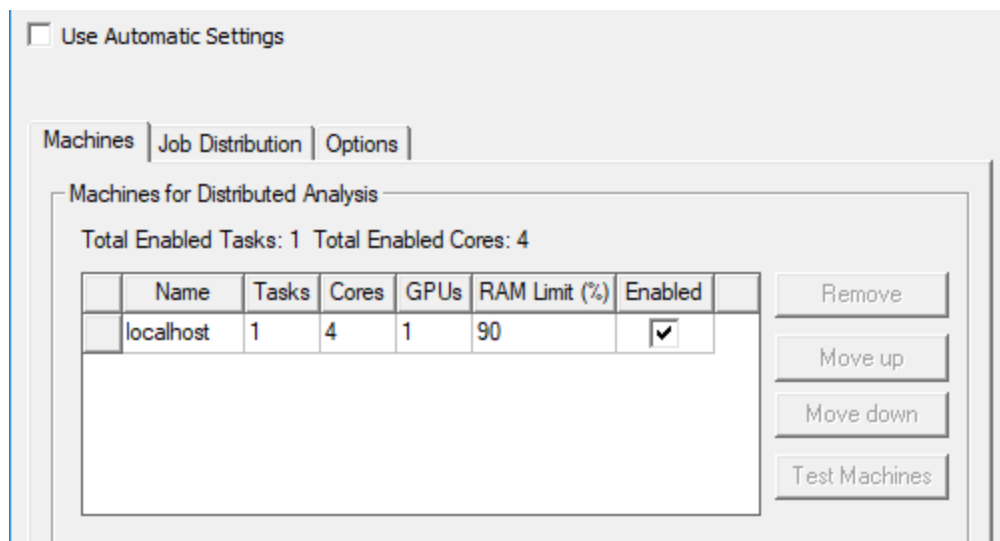 Use Automatic Settings
Machines Job Distribution Options
Machines for Distributed Analysis
Total Enabled Tasks: 1 Total Enabled Cores: 4
Name Tasks Cores GPUs RAM Limit (%) Enabled
localhost 1 4 1 90
Remove
Move up
Move down
Test Machines